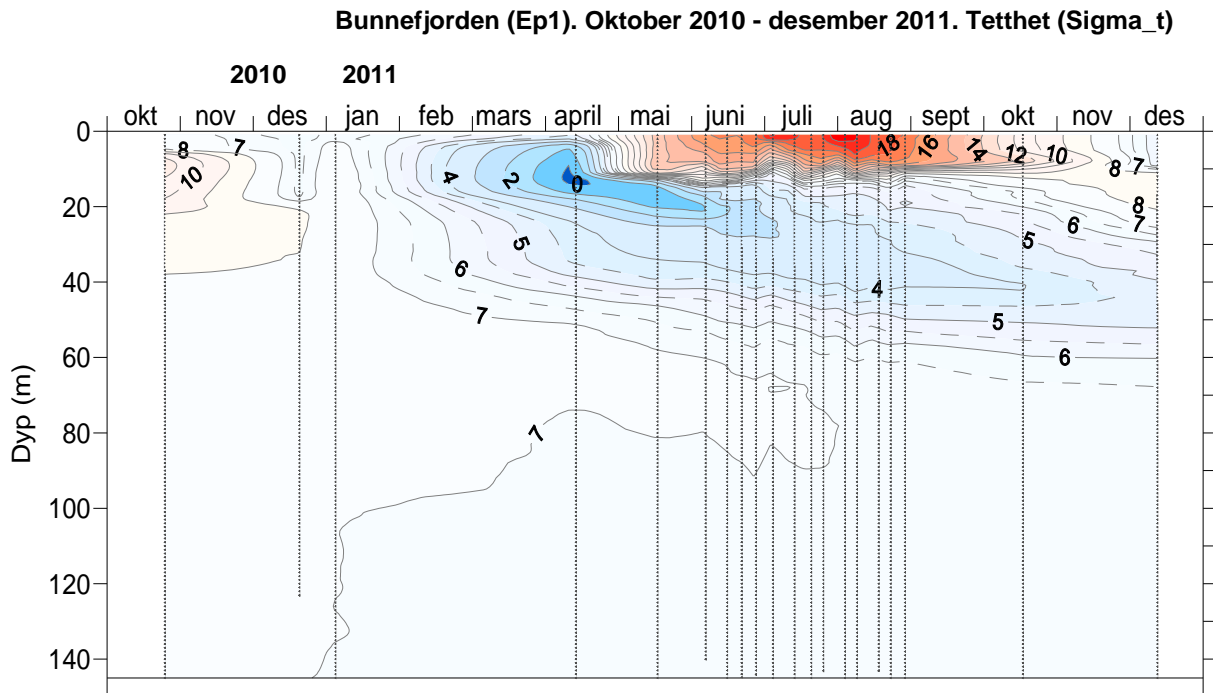 Bunnefjorden (Ep1). Oktober 2010 - desember 2011. Tetthet (Sigma_t)
2010 2011
okt nov des jan feb mars april mai juni juli aug sept okt nov des
0
20
40
60
80
100
120
140
Dyp (m)
8 7 18 16 14 12 10 8 7
10 4 2 0
8
5 6 7
6 5
7 4 5
6
7